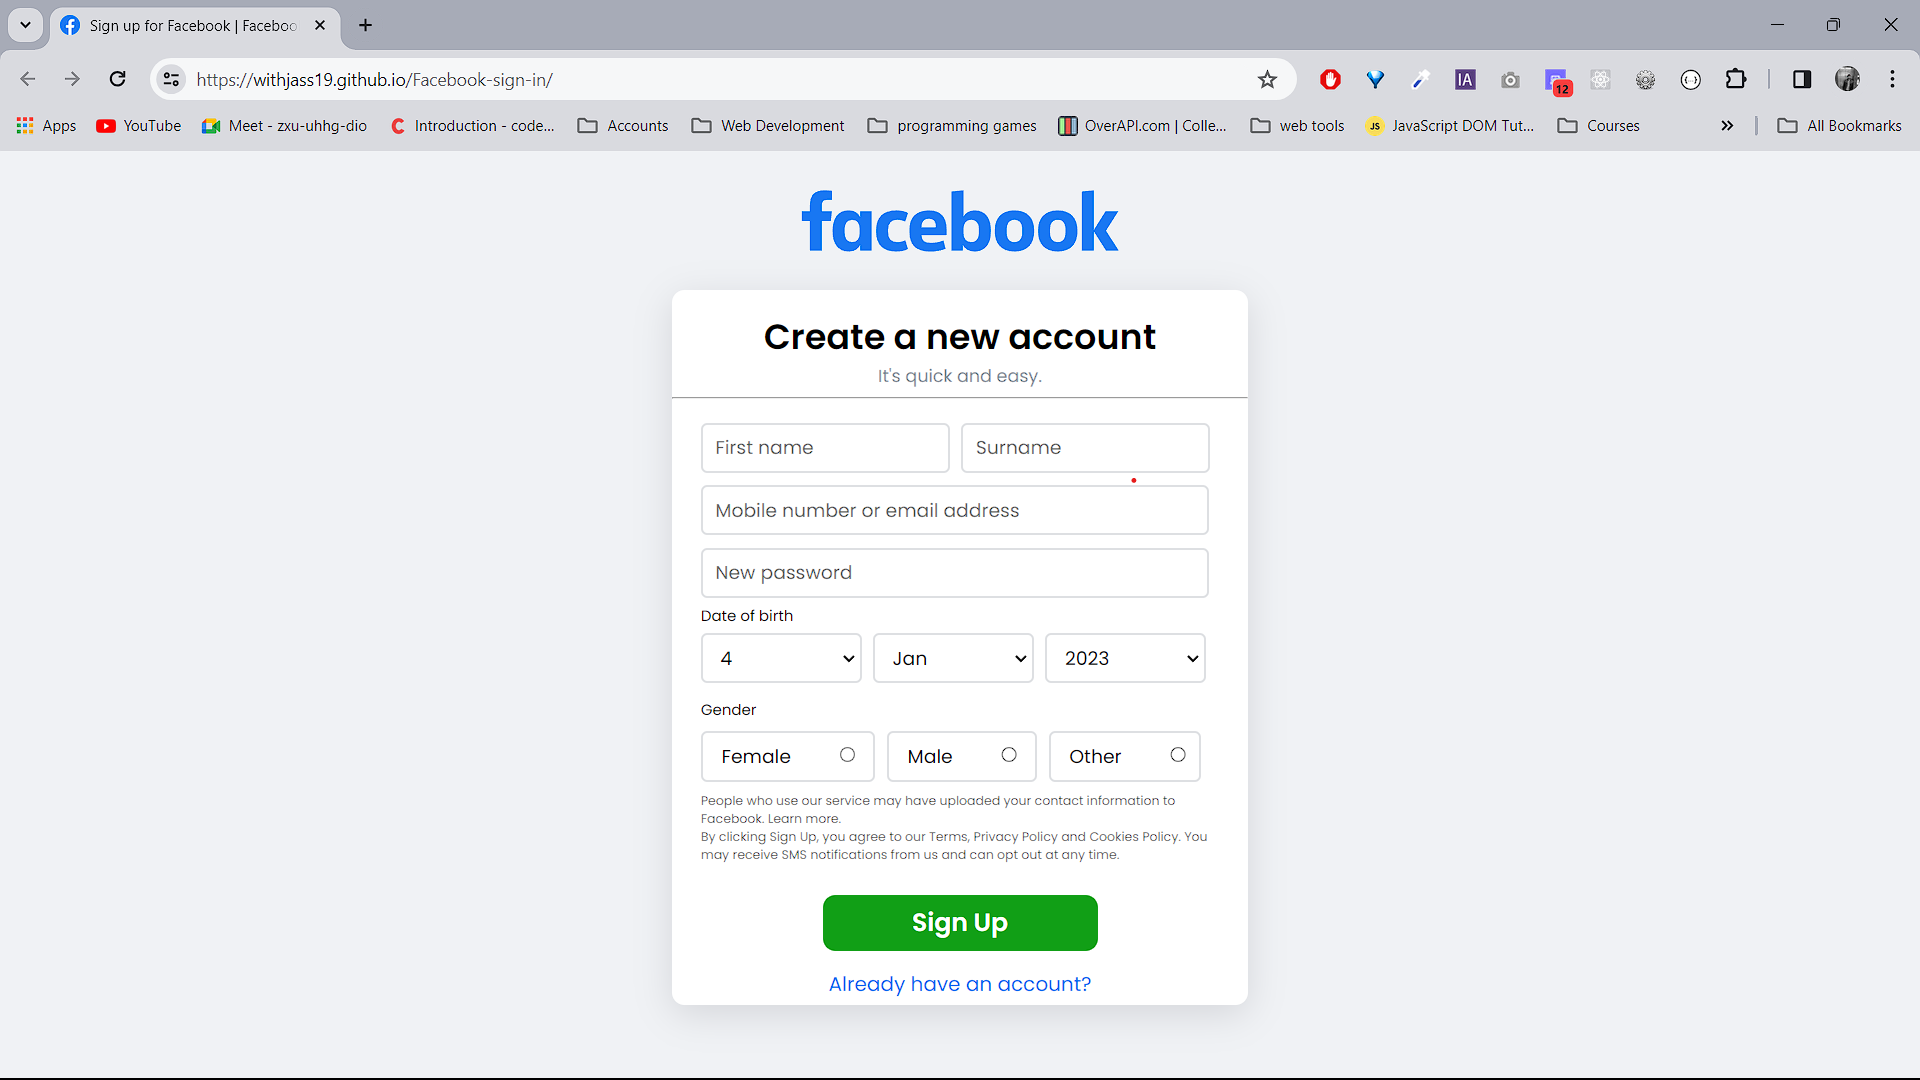 Sign up for Facebook | Faceboo
https://withjass19.github.io/Facebook-sign-in/
IA
12
Apps
YouTube
Meet - zxu-uhhg-dio
Introduction - code...
Accounts
Web Development
programming games
OverAPI.com | Colle...
web tools
JS
JavaScript DOM Tut...
Courses
All Bookmarks
facebook
Create a new account
It's quick and easy.
First name
Surname
Mobile number or email address
New password
Date of birth
4
Jan
2023
Gender
Female
Male
Other
People who use our service may have uploaded your contact information to
Facebook. Learn more.
By clicking Sign Up, you agree to our Terms, Privacy Policy and Cookies Policy. You
may receive SMS notifications from us and can opt out at any time.
Sign Up
Already have an account?